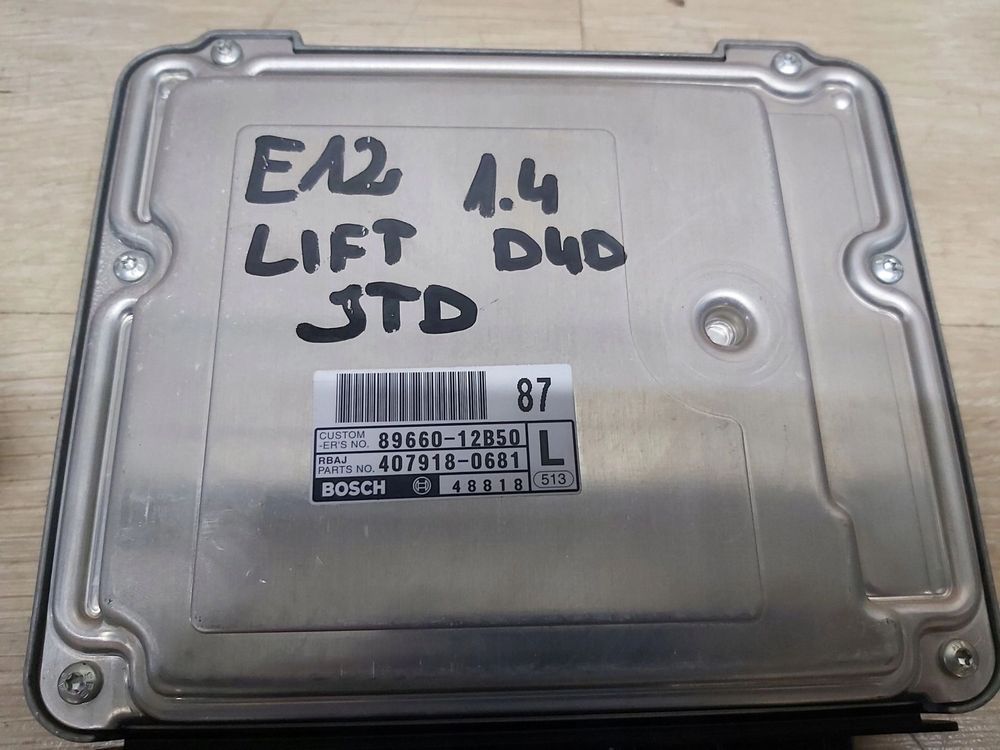 E12 1.4
LIFT D4D
JTD
87
CUSTOM
-ER'S NO. 89660-12B50
RBAJ
PARTS NO. 407918-0681
L
BOSCH 48818 513